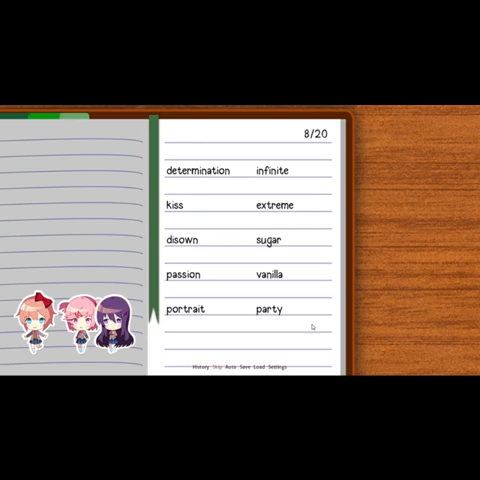 8/20
determination infinite
kiss extreme
disown sugar
passion vanilla
portrait party
History Skip Auto Save Load Settings